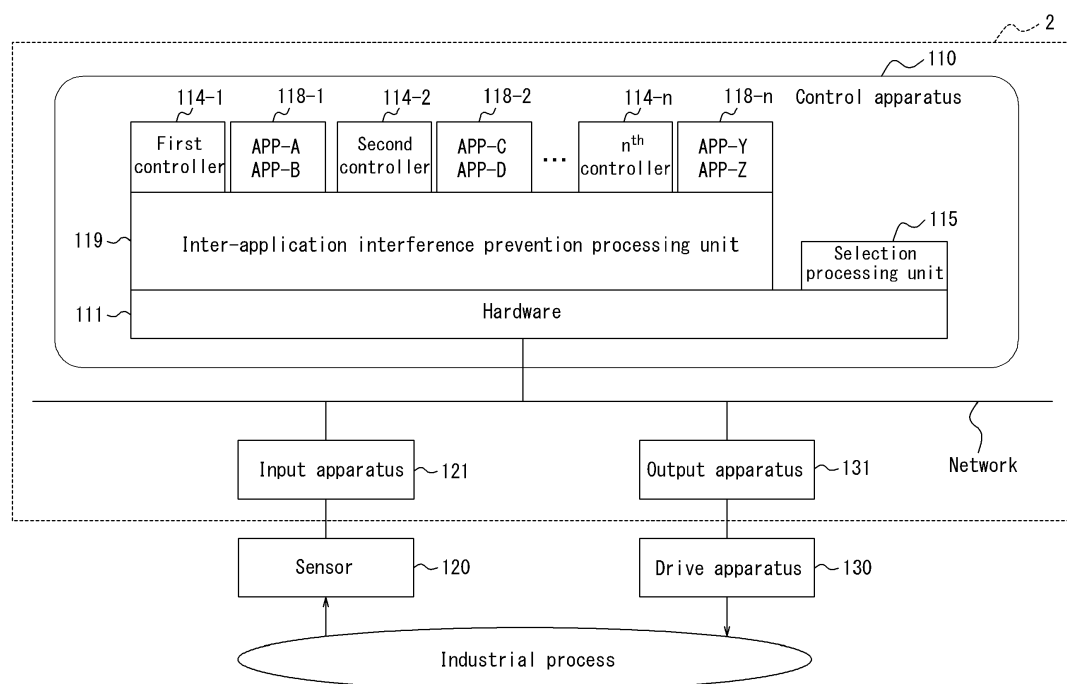 2
110
114-1
118-1
114-2
118-2
114-n
118-n
Control apparatus
First
controller
APP-A
APP-B
Second
controller
APP-C
APP-D
...
nth
controller
APP-Y
APP-Z
119
Inter-application interference prevention processing unit
115
Selection
processing unit
111
Hardware
Input apparatus
121
Output apparatus
131
Network
Sensor
120
Drive apparatus
130
Industrial process